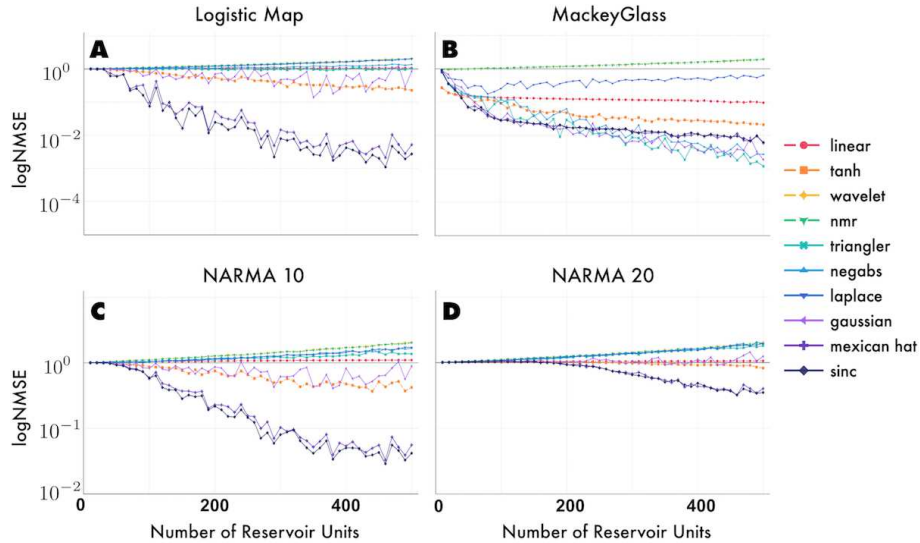 Logistic Map
MackeyGlass
A
B
10^0
10^-2
10^-4
logNMSE
linear
tanh
wavelet
nmr
triangler
negabs
laplace
gaussian
mexican hat
sinc
NARMA 10
NARMA 20
C
D
10^0
10^-1
10^-2
logNMSE
0 200 400
0 200 400
Number of Reservoir Units
Number of Reservoir Units